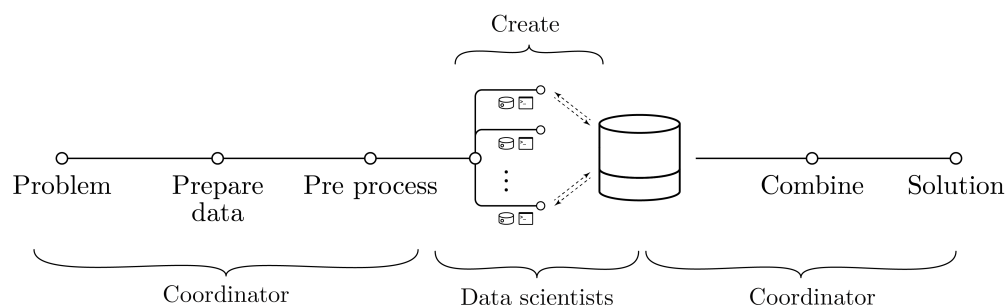 Create
Problem
Prepare
data
Pre process
Combine
Solution
Coordinator
Data scientists
Coordinator